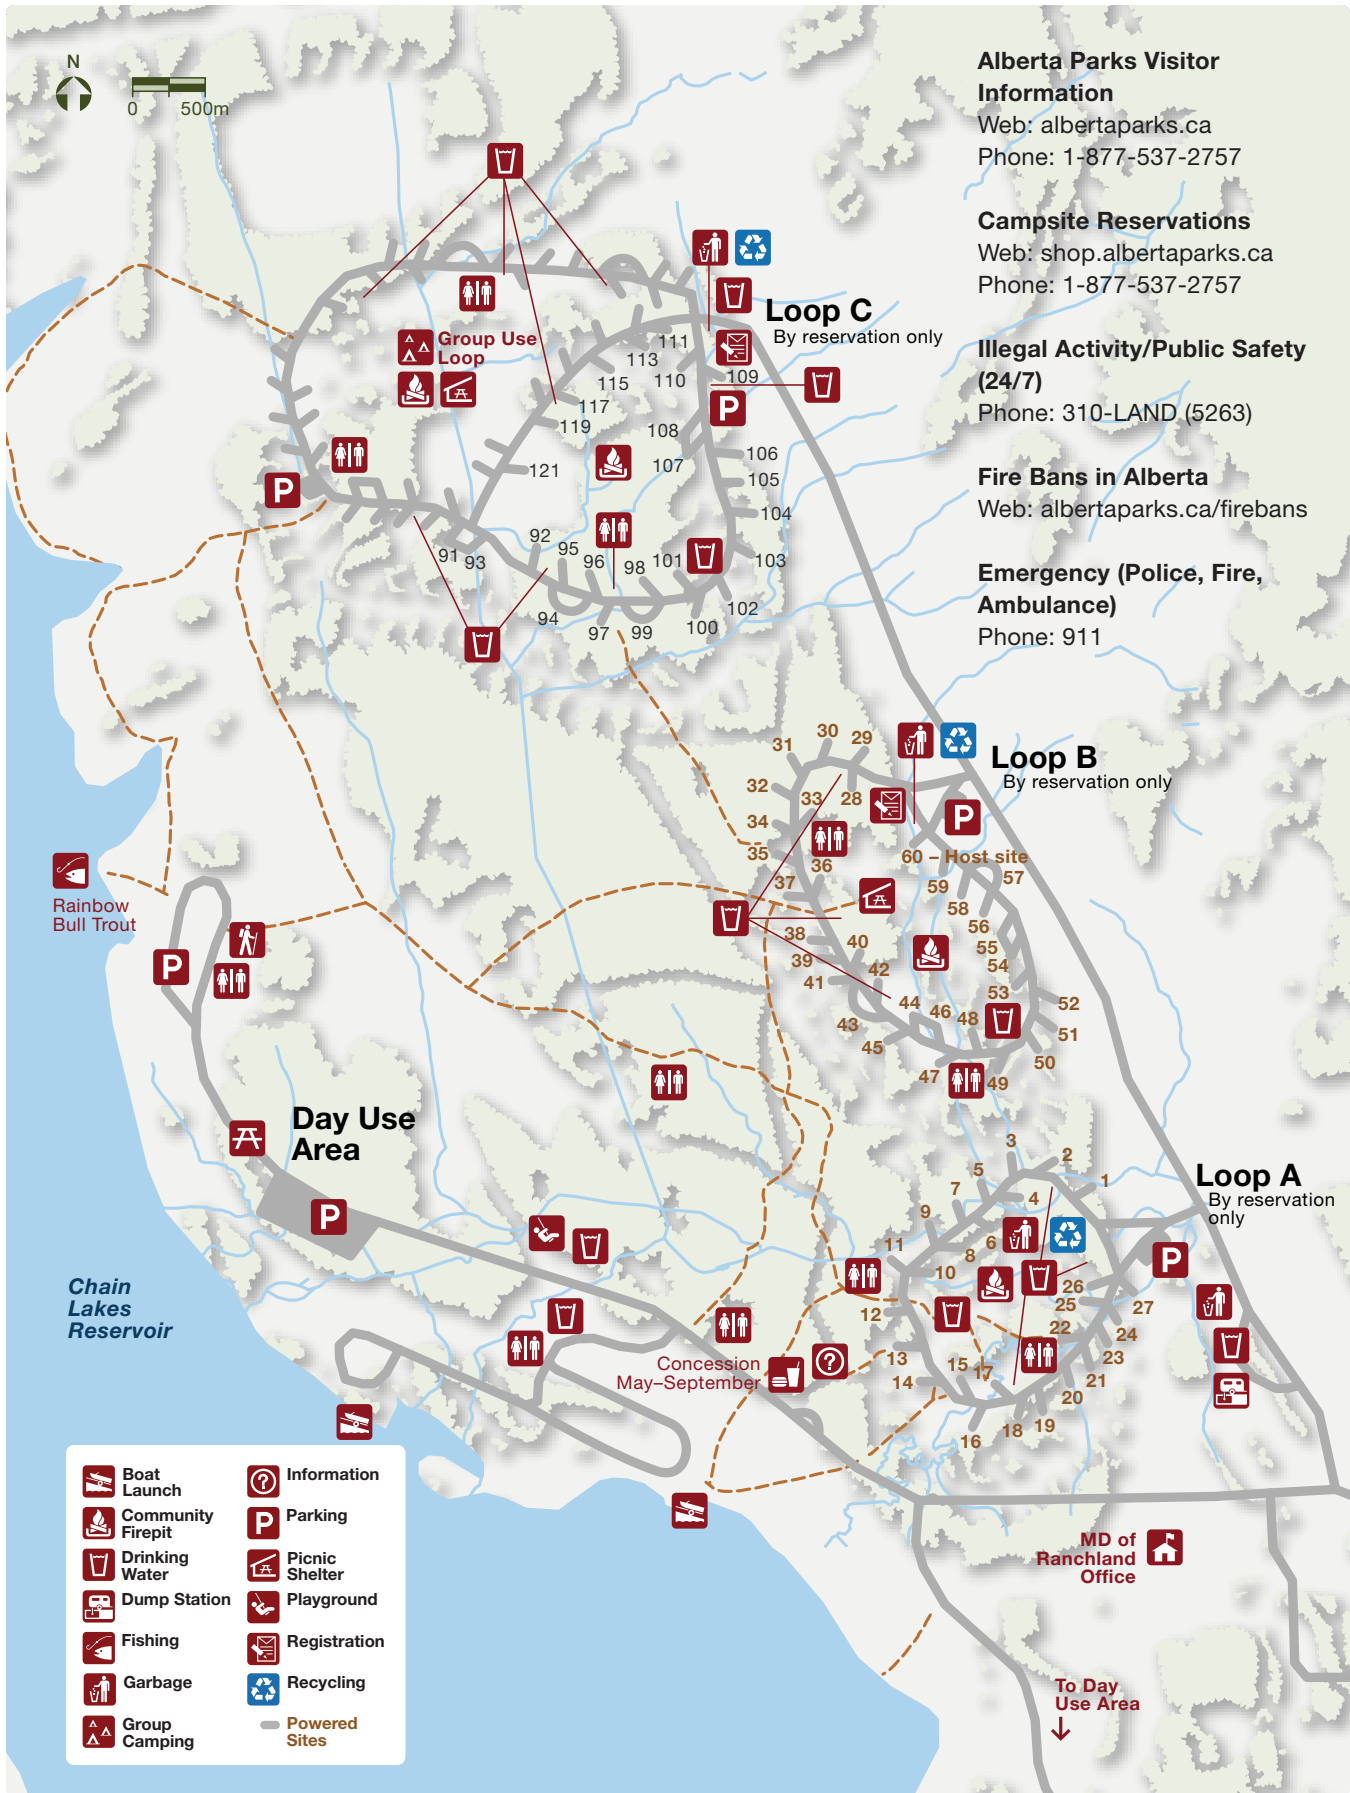 N
0 500m
Alberta Parks Visitor
Information
Web: albertaparks.ca
Phone: 1-877-537-2757
Campsite Reservations
Web: shop.albertaparks.ca
Phone: 1-877-537-2757
Illegal Activity/Public Safety
(24/7)
Phone: 310-LAND (5263)
Fire Bans in Alberta
Web: albertaparks.ca/firebans
Emergency (Police, Fire,
Ambulance)
Phone: 911
Loop C
By reservation only
Group Use
Loop
111
113
110
109
115
117
119
108
107
106
105
104
121
P
P
92
95
91
93
96
98
101
103
94
97
99
100
102
Loop B
By reservation only
31
30
29
32
33
28
P
34
35
36
37
60 – Host site
57
59
58
56
55
54
53
38
39
40
41
42
43
44
45
46
47
48
49
50
51
52
Rainbow
Bull Trout
P
Day Use
Area
P
Loop A
By reservation
only
P
3
2
1
5
4
7
9
6
8
11
10
12
26
25
27
22
24
23
13
14
15
17
21
20
16
18
19
Chain
Lakes
Reservoir
Concession
May–September
?
Boat
Launch
Community
Firepit
Drinking
Water
Dump Station
Fishing
Garbage
Group
Camping
?
Information
P
Parking
Picnic
Shelter
Playground
Registration
Recycling
Powered
Sites
MD of
Ranchland
Office
To Day
Use Area